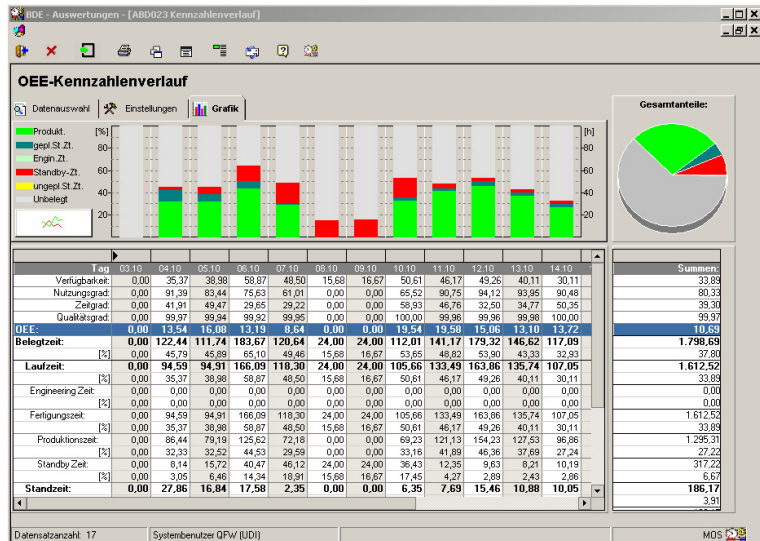 BDE - Auswertungen - [ABD023 Kennzahlenverlauf]
OEE-Kennzahlenverlauf
Datenauswahl Einstellungen Grafik
Gesamtanteile:
Produkt.
gepl.St.Zt.
Engin.Zt.
Standby-Zt.
ungepl.St.Zt.
Unbelegt
[%] [h]
80 80
60 60
40 40
20 20
Tag 03.10 04.10 05.10 06.10 07.10 08.10 09.10 10.10 11.10 12.10 13.10 14.10 Summen:
Verfügbarkeit: 0,00 35,37 38,98 58,87 48,50 15,68 16,67 50,61 46,17 49,26 40,11 30,11 33,89
Nutzungsgrad: 0,00 91,39 83,44 75,63 61,01 0,00 0,00 65,52 90,75 94,12 93,95 90,48 80,33
Zeitgrad: 0,00 41,91 49,47 29,65 29,22 0,00 0,00 58,93 46,76 32,50 34,77 50,35 39,30
Qualitätsgrad: 0,00 99,97 99,94 99,92 99,95 0,00 0,00 100,00 99,96 99,96 99,98 100,00 99,97
OEE: 0,00 13,54 16,08 13,19 8,64 0,00 0,00 19,54 19,58 15,06 13,10 13,72 10,69
Belegtzeit: 0,00 122,44 111,74 183,67 120,64 24,00 24,00 112,01 141,17 179,32 146,62 117,09 1.798,69
[%] 0,00 45,79 45,89 65,10 49,46 15,68 16,67 53,65 48,82 53,90 43,33 32,93 37,80
Laufzeit: 0,00 94,59 94,91 166,09 118,30 24,00 24,00 105,66 133,49 163,86 135,74 107,05 1.612,52
[%] 0,00 35,37 38,98 58,87 48,50 15,68 16,67 50,61 46,17 49,26 40,11 30,11 33,89
Engineering Zeit: 0,00 0,00 0,00 0,00 0,00 0,00 0,00 0,00 0,00 0,00 0,00 0,00 0,00
[%] 0,00 0,00 0,00 0,00 0,00 0,00 0,00 0,00 0,00 0,00 0,00 0,00 0,00
Fertigungszeit: 0,00 94,59 94,91 166,09 118,30 24,00 24,00 105,66 133,49 163,86 135,74 107,05 1.612,52
[%] 0,00 35,37 38,98 58,87 48,50 15,68 16,67 50,61 46,17 49,26 40,11 30,11 33,89
Produktionszeit: 0,00 86,44 79,19 125,62 72,18 0,00 0,00 69,23 121,13 154,23 127,53 96,86 1.295,31
[%] 0,00 32,33 32,52 44,53 29,59 0,00 0,00 33,16 41,89 46,36 37,69 27,24 27,22
Standby Zeit: 0,00 8,14 15,72 40,47 46,12 24,00 24,00 36,43 12,35 9,63 8,21 10,19 317,22
[%] 0,00 3,05 6,46 14,34 18,91 15,68 16,67 17,45 4,27 2,89 2,43 2,86 6,67
Standzeit: 0,00 27,86 16,84 17,58 2,35 0,00 0,00 6,35 7,69 15,46 10,88 10,05 186,17
3,91
Datensatzanzahl: 17 Systembenutzer QFW (UDI) MOS